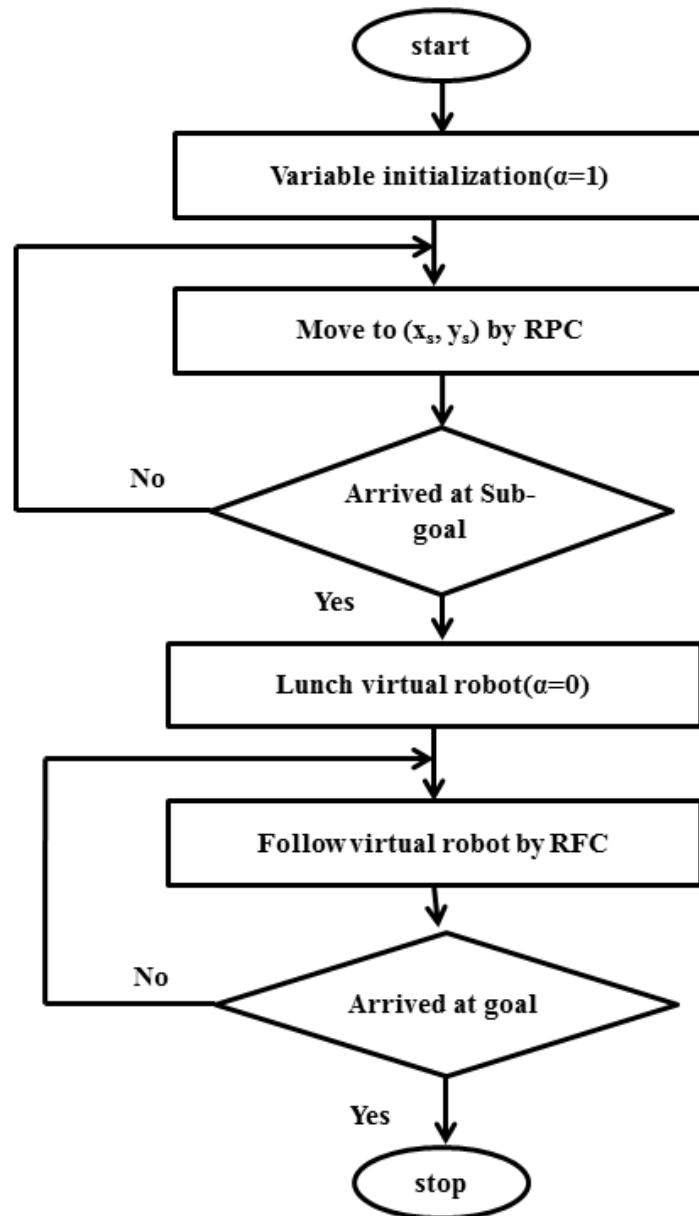 start
Variable initialization(α=1)
Move to (xₛ, yₛ) by RPC
No
Arrived at Sub-
goal
Yes
Lunch virtual robot(α=0)
Follow virtual robot by RFC
No
Arrived at goal
Yes
stop